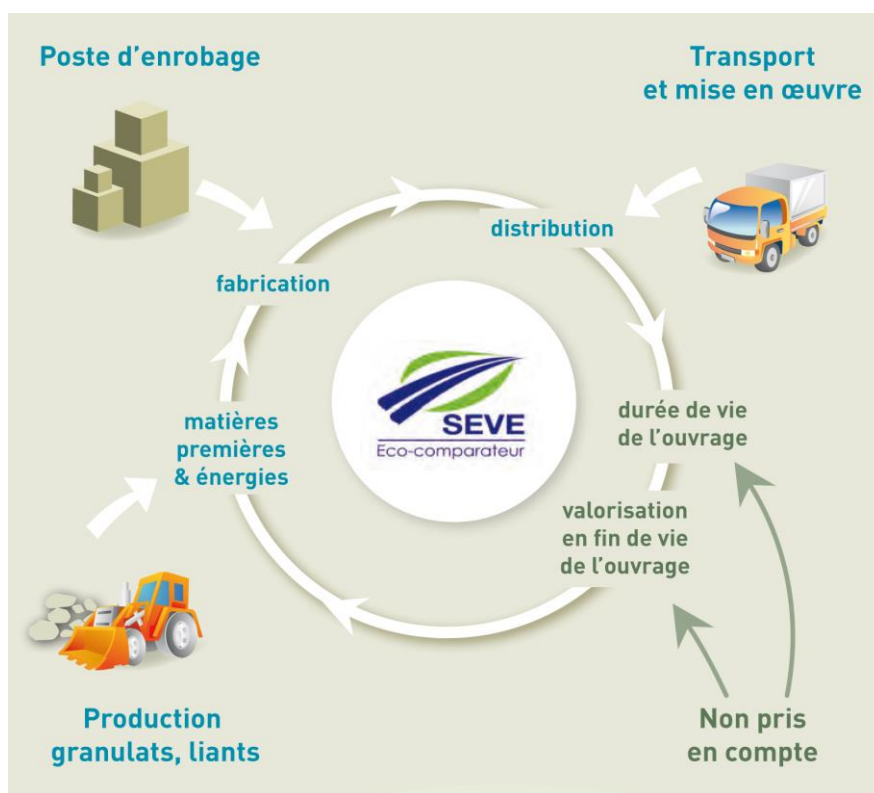 Poste d'enrobage
Transport
et mise en œuvre
distribution
fabrication
matières
premières
& énergies
SEVE
Eco-comparateur
durée de vie
de l'ouvrage
valorisation
en fin de vie
de l'ouvrage
Production
granulats, liants
Non pris
en compte